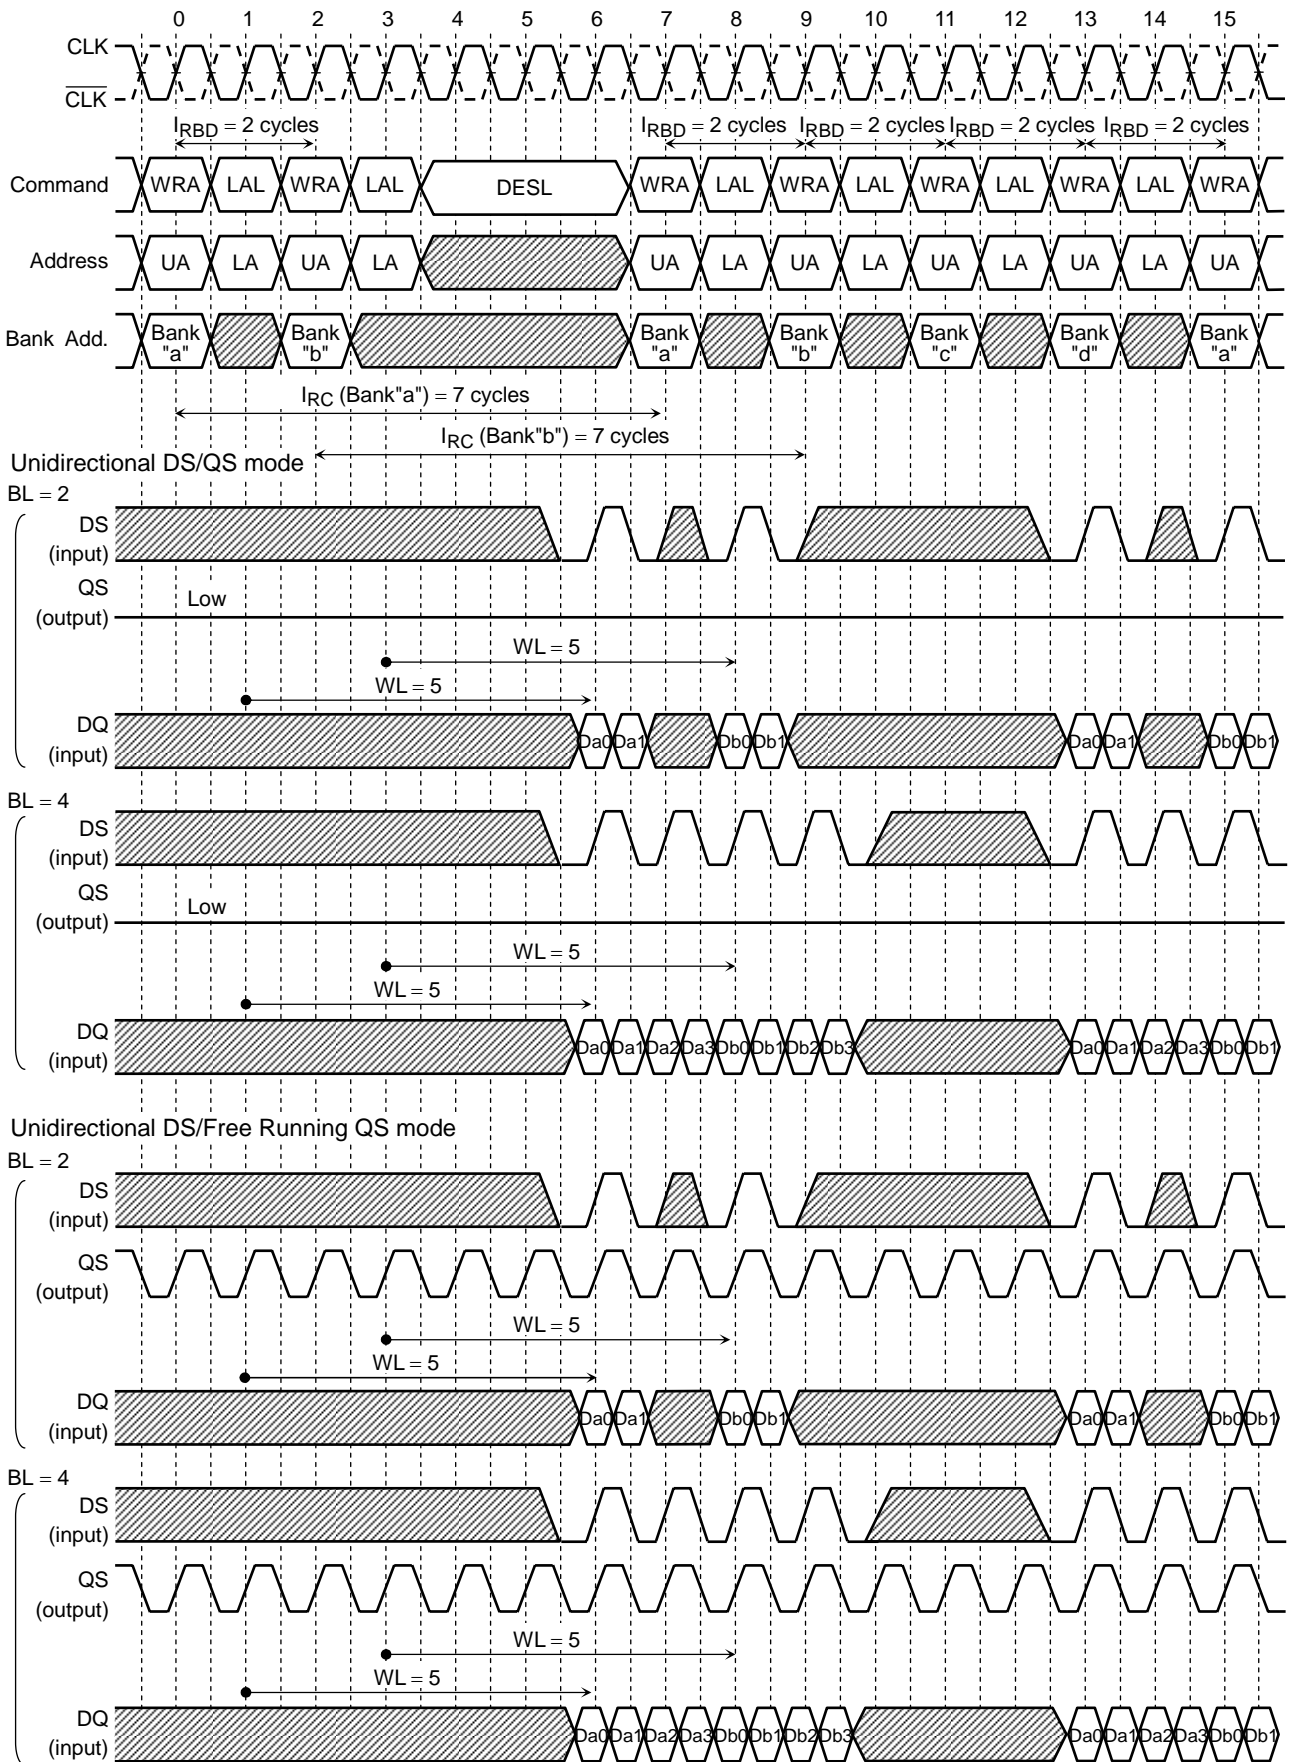 0 1 2 3 4 5 6 7 8 9 10 11 12 13 14 15
CLK
CLK
IRBD = 2 cycles IRBD = 2 cycles IRBD = 2 cycles IRBD = 2 cycles IRBD = 2 cycles
Command WRA LAL WRA LAL DESL WRA LAL WRA LAL WRA LAL WRA LAL WRA
Address UA LA UA LA UA LA UA LA UA LA UA LA UA
Bank Add. Bank "a" Bank "b" Bank "a" Bank "b" Bank "c" Bank "d" Bank "a"
IRC (Bank"a") = 7 cycles
IRC (Bank"b") = 7 cycles
Unidirectional DS/QS mode
BL = 2
DS
(input)
QS
Low
(output)
WL = 5
WL = 5
DQ
(input) Da0 Da1 Db0 Db1 Da0 Da1 Db0 Db1
BL = 4
DS
(input)
QS
Low
(output)
WL = 5
WL = 5
DQ
(input) Da0 Da1 Da2 Da3 Db0 Db1 Db2 Db3 Da0 Da1 Da2 Da3 Db0 Db1
Unidirectional DS/Free Running QS mode
BL = 2
DS
(input)
QS
(output)
WL = 5
WL = 5
DQ
(input) Da0 Da1 Db0 Db1 Da0 Da1 Db0 Db1
BL = 4
DS
(input)
QS
(output)
WL = 5
WL = 5
DQ
(input) Da0 Da1 Da2 Da3 Db0 Db1 Db2 Db3 Da0 Da1 Da2 Da3 Db0 Db1